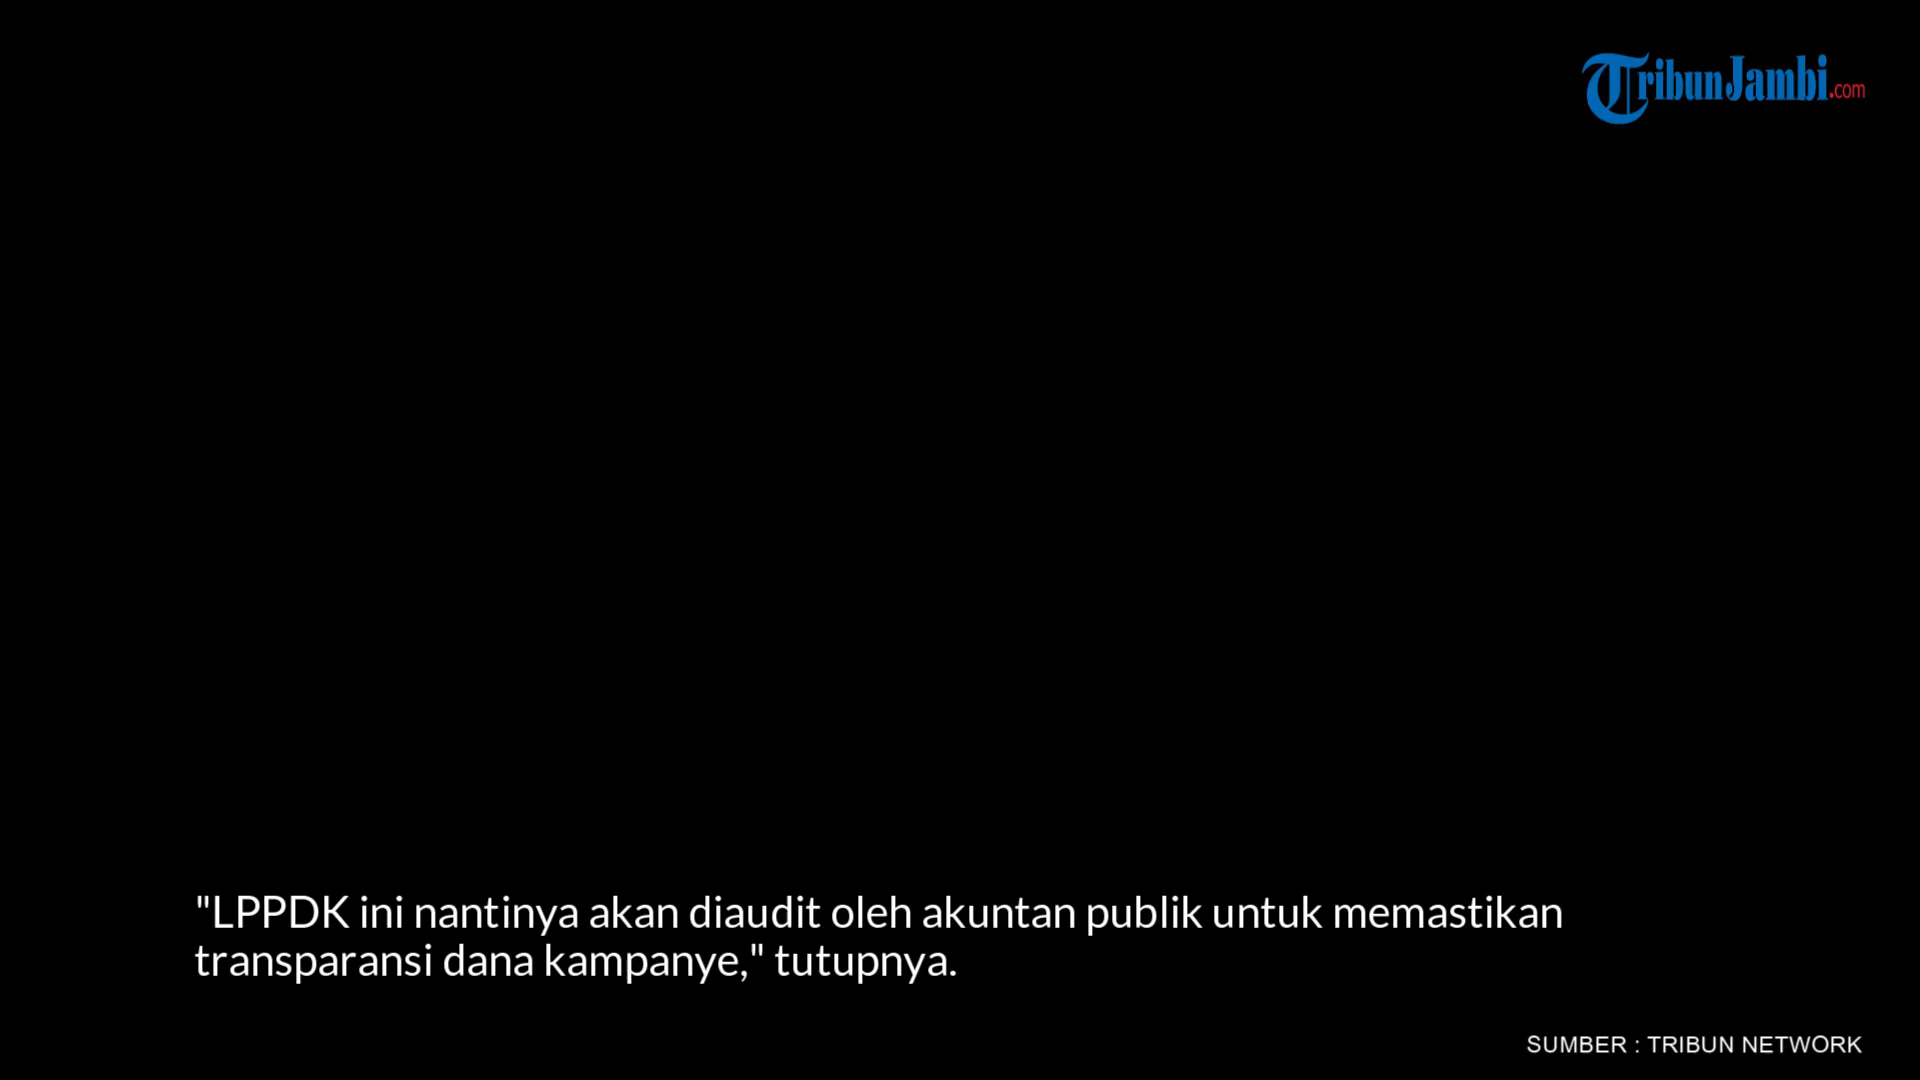 TribunJambi.com
"LPPDK ini nantinya akan diaudit oleh akuntan publik untuk memastikan
transparansi dana kampanye," tutupnya.
SUMBER : TRIBUN NETWORK